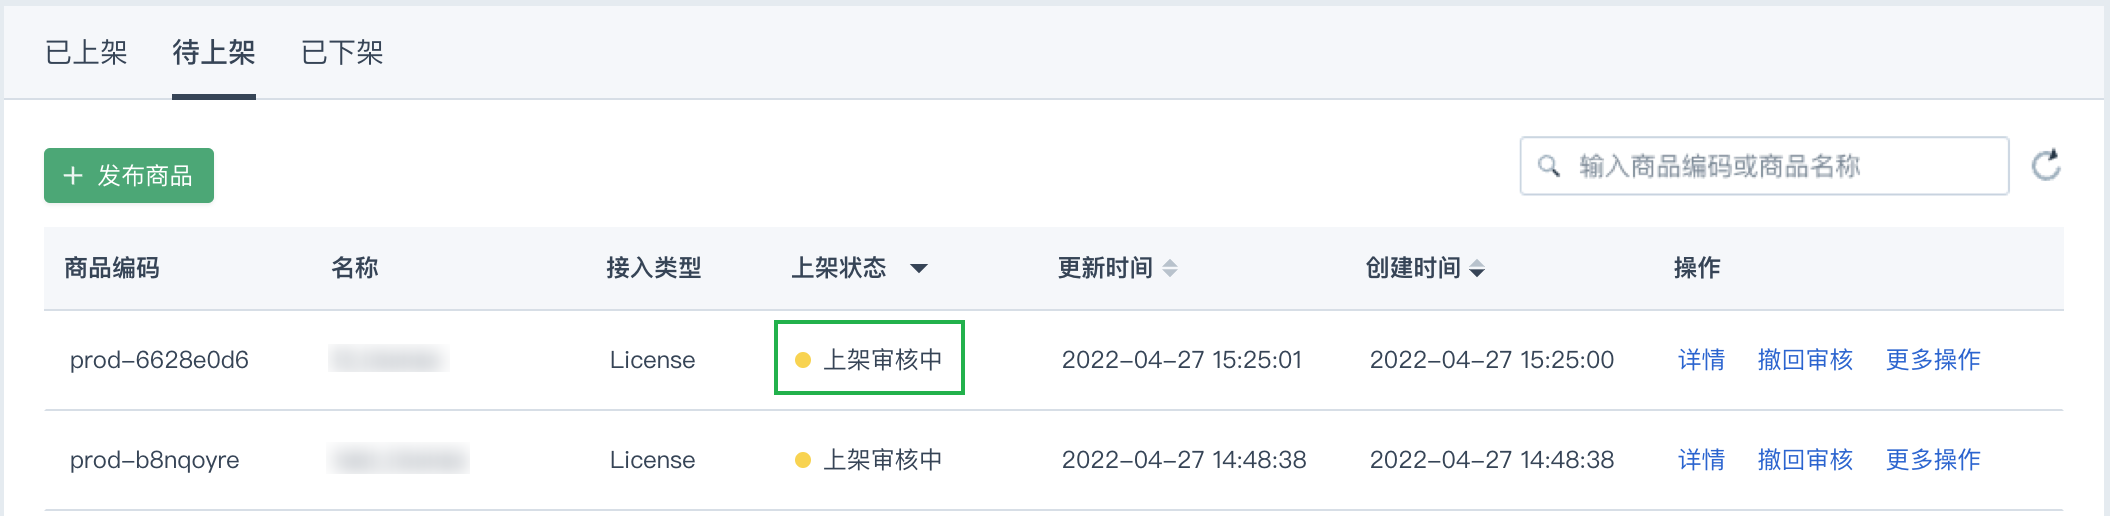 已上架 待上架 已下架
+ 发布商品 输入商品编码或商品名称
商品编码 名称 接入类型 上架状态 更新时间 创建时间 操作
prod-6628e0d6 License 上架审核中 2022-04-27 15:25:01 2022-04-27 15:25:00 详情 撤回审核 更多操作
prod-b8nqoyre License 上架审核中 2022-04-27 14:48:38 2022-04-27 14:48:38 详情 撤回审核 更多操作